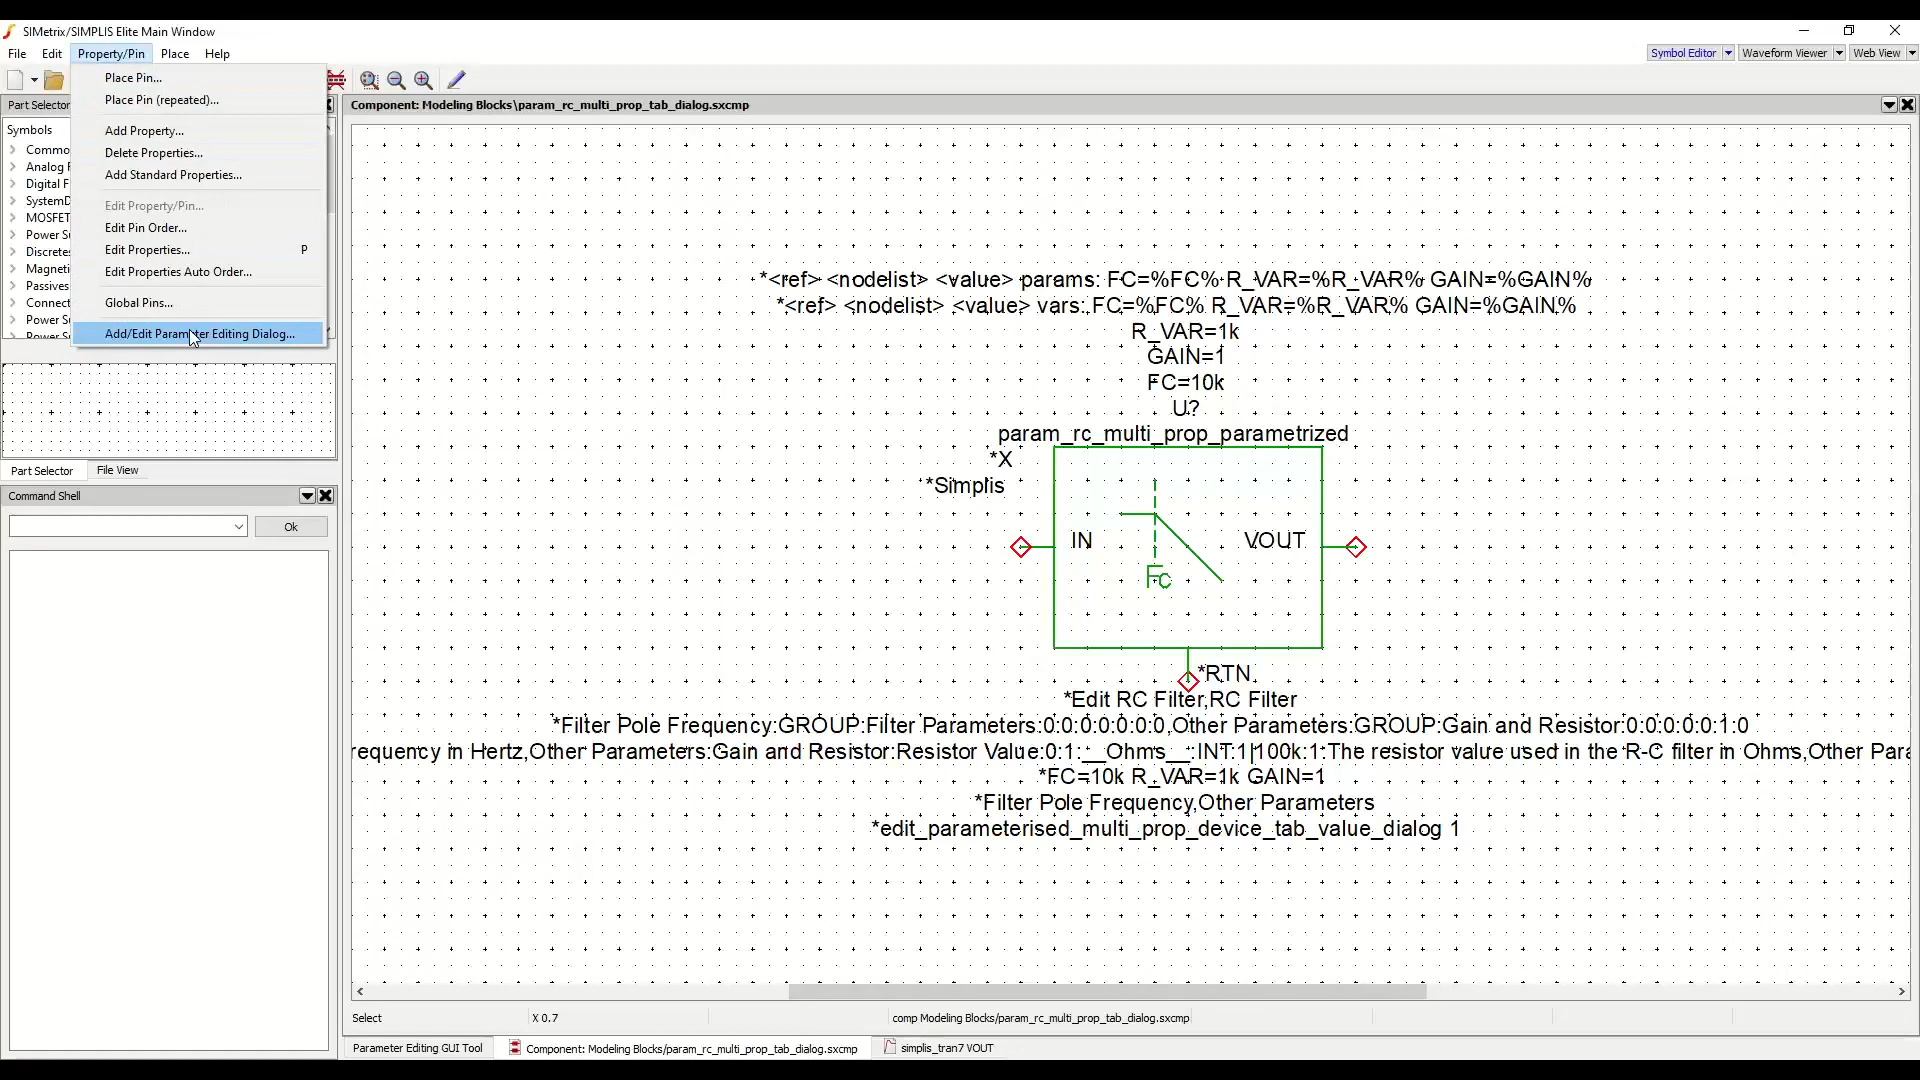 SIMetrix/SIMPLIS Elite Main Window
File Edit Property/Pin Place Help
Symbol Editor Waveform Viewer Web View
Place Pin...
Place Pin (repeated)...
Add Property...
Delete Properties...
Add Standard Properties...
Edit Property/Pin...
Edit Pin Order...
Edit Properties... P
Edit Properties Auto Order...
Global Pins...
Add/Edit Parameter Editing Dialog...
Part Selector
Symbols
Commo
Analog F
Digital F
SystemD
MOSFET
Power Su
Discretes
Magneti
Passives
Connect
Power Su
Power Su
Part Selector File View
Command Shell
Ok
Component: Modeling Blocks\param_rc_multi_prop_tab_dialog.sxcmp
*<ref> <nodelist> <value> params: FC=%FC% R_VAR=%R_VAR% GAIN=%GAIN%
*<ref> <nodelist> <value> vars: FC=%FC% R_VAR=%R_VAR% GAIN=%GAIN%
R_VAR=1k
GAIN=1
FC=10k
U?
param_rc_multi_prop_parametrized
*X
*Simplis
IN VOUT
Fc
*RTN
*Edit RC Filter,RC Filter
*Filter Pole Frequency:GROUP:Filter Parameters:0:0:0:0:0:0:0,Other Parameters:GROUP:Gain and Resistor:0:0:0:0:0:1:0
requency in Hertz,Other Parameters:Gain and Resistor:Resistor Value:0:1:__Ohms__:INT:1|100k:1:The resistor value used in the R-C filter in Ohms,Other Para
*FC=10k R_VAR=1k GAIN=1
*Filter Pole Frequency,Other Parameters
*edit_parameterised_multi_prop_device_tab_value_dialog 1
Select X 0.7 comp Modeling Blocks/param_rc_multi_prop_tab_dialog.sxcmp
Parameter Editing GUI Tool Component: Modeling Blocks/param_rc_multi_prop_tab_dialog.sxcmp simplis_tran7 VOUT